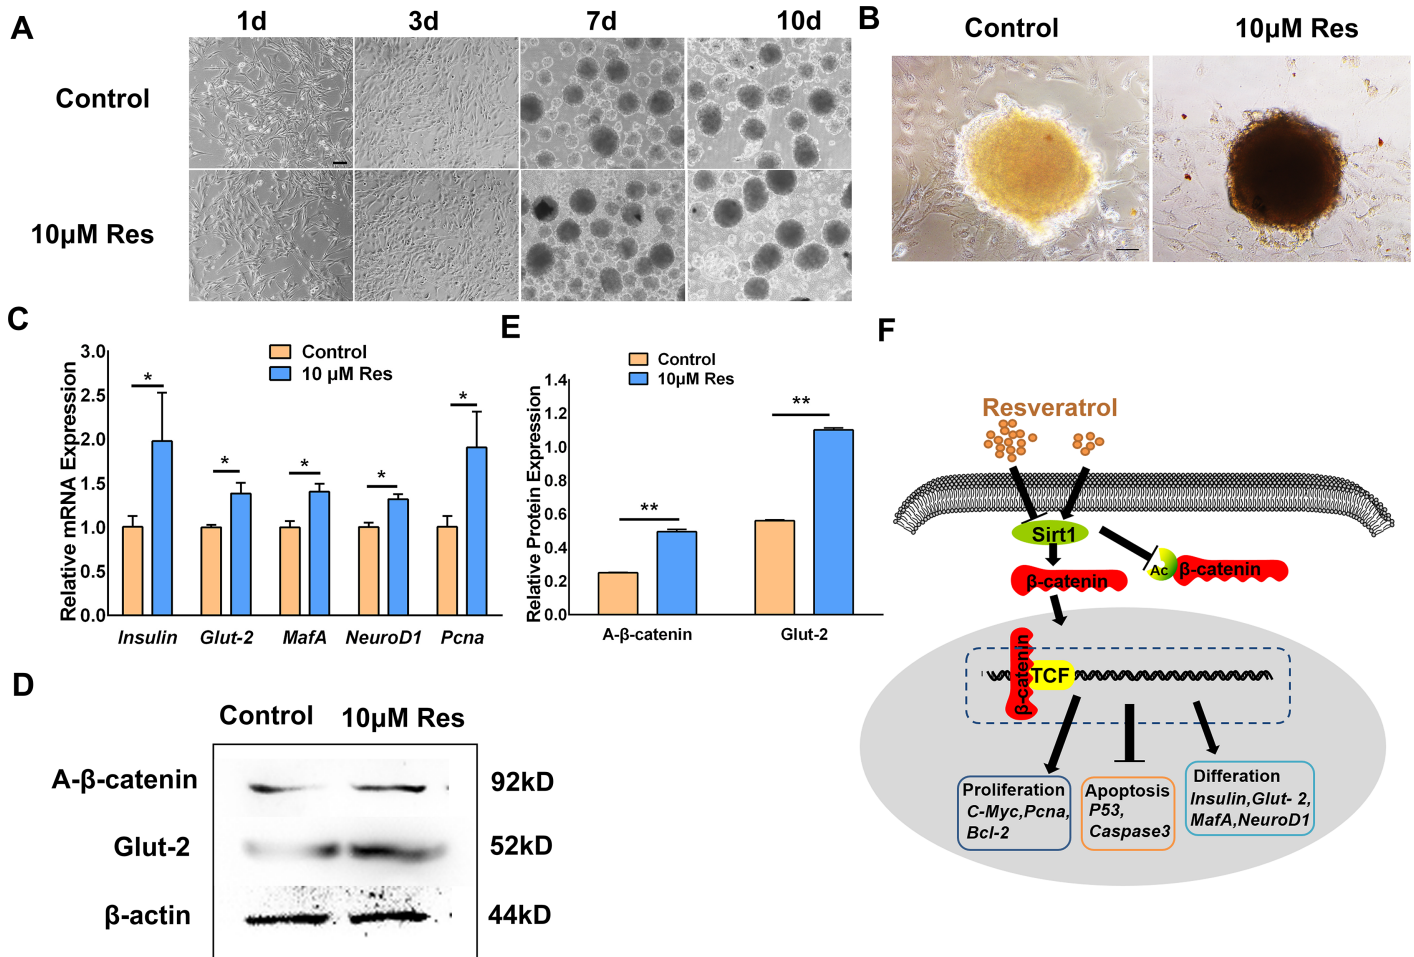 A
1d
3d
7d
10d
Control
10μM Res
B
Control
10μM Res
C
Relative mRNA Expression
3.0
2.5
2.0
1.5
1.0
0.5
0.0
Control
10 μM Res
*
*
*
*
*
Insulin
Glut-2
MafA
NeuroD1
Pcna
E
Relative Protein Expression
1.4
1.2
1.0
0.8
0.6
0.4
0.2
0.0
Control
10μM Res
**
**
A-β-catenin
Glut-2
D
Control
10μM Res
A-β-catenin
92kD
Glut-2
52kD
β-actin
44kD
F
Resveratrol
Sirt1
β-catenin
Ac
β-catenin
β-catenin
TCF
Proliferation
C-Myc,Pcna,
Bcl-2
Apoptosis
P53,
Caspase3
Differation
Insulin,Glut- 2,
MafA,NeuroD1